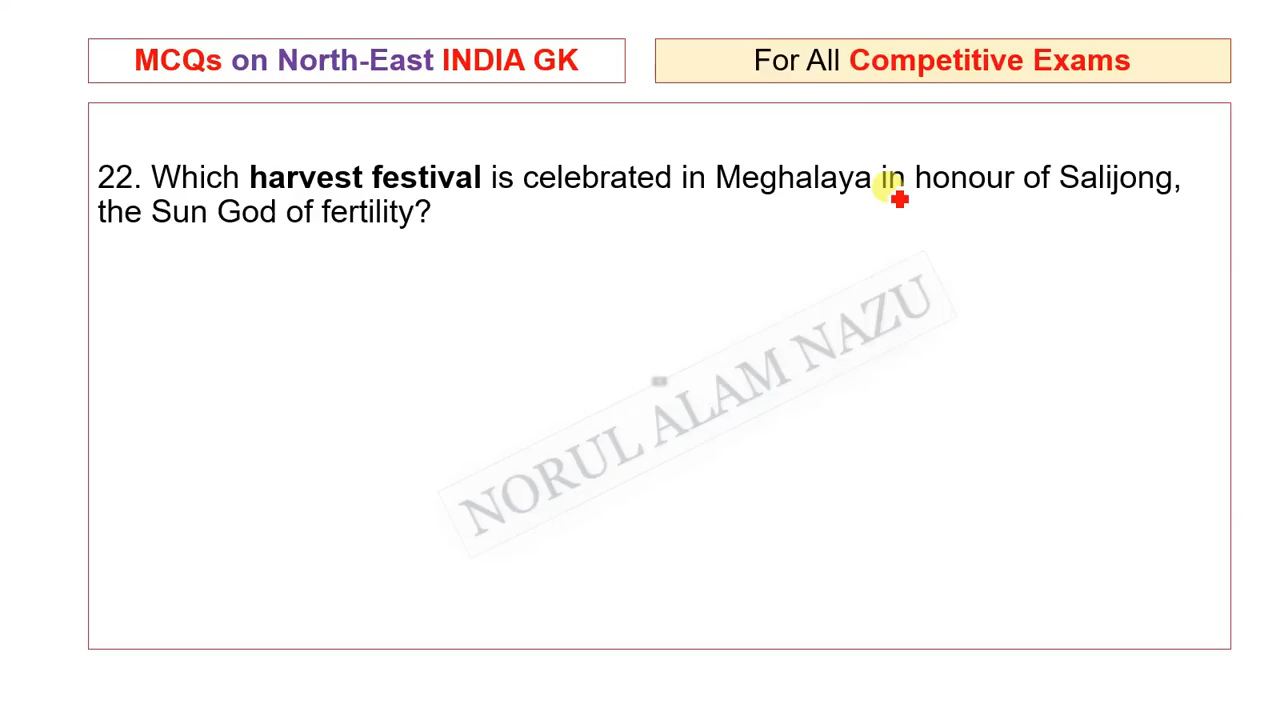 MCQs on North-East INDIA GK
For All Competitive Exams
22. Which harvest festival is celebrated in Meghalaya in honour of Salijong,
the Sun God of fertility?
NORUL ALAM NAZU